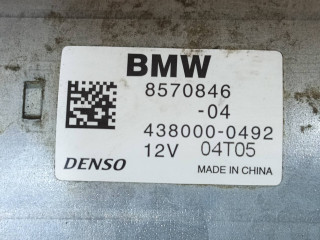 BMW
8570846
-04
438000-0492
DENSO 12V 04T05
MADE IN CHINA